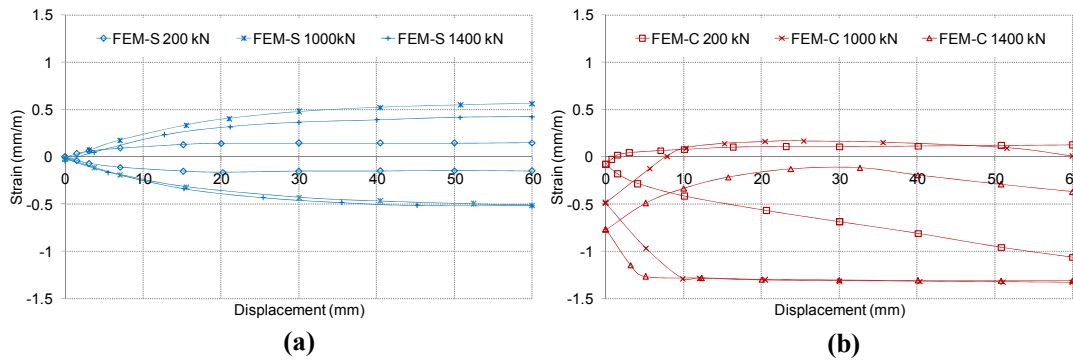 FEM-S 200 kN FEM-S 1000kN FEM-S 1400 kN
1.5
1
0.5
0
-0.5
-1
-1.5
0 10 20 30 40 50 60
Strain (mm/m)
Displacement (mm)
(a)
FEM-C 200 kN FEM-C 1000 kN FEM-C 1400 kN
1.5
1
0.5
0
-0.5
-1
-1.5
0 10 20 30 40 50 60
Strain (mm/m)
Displacement (mm)
(b)